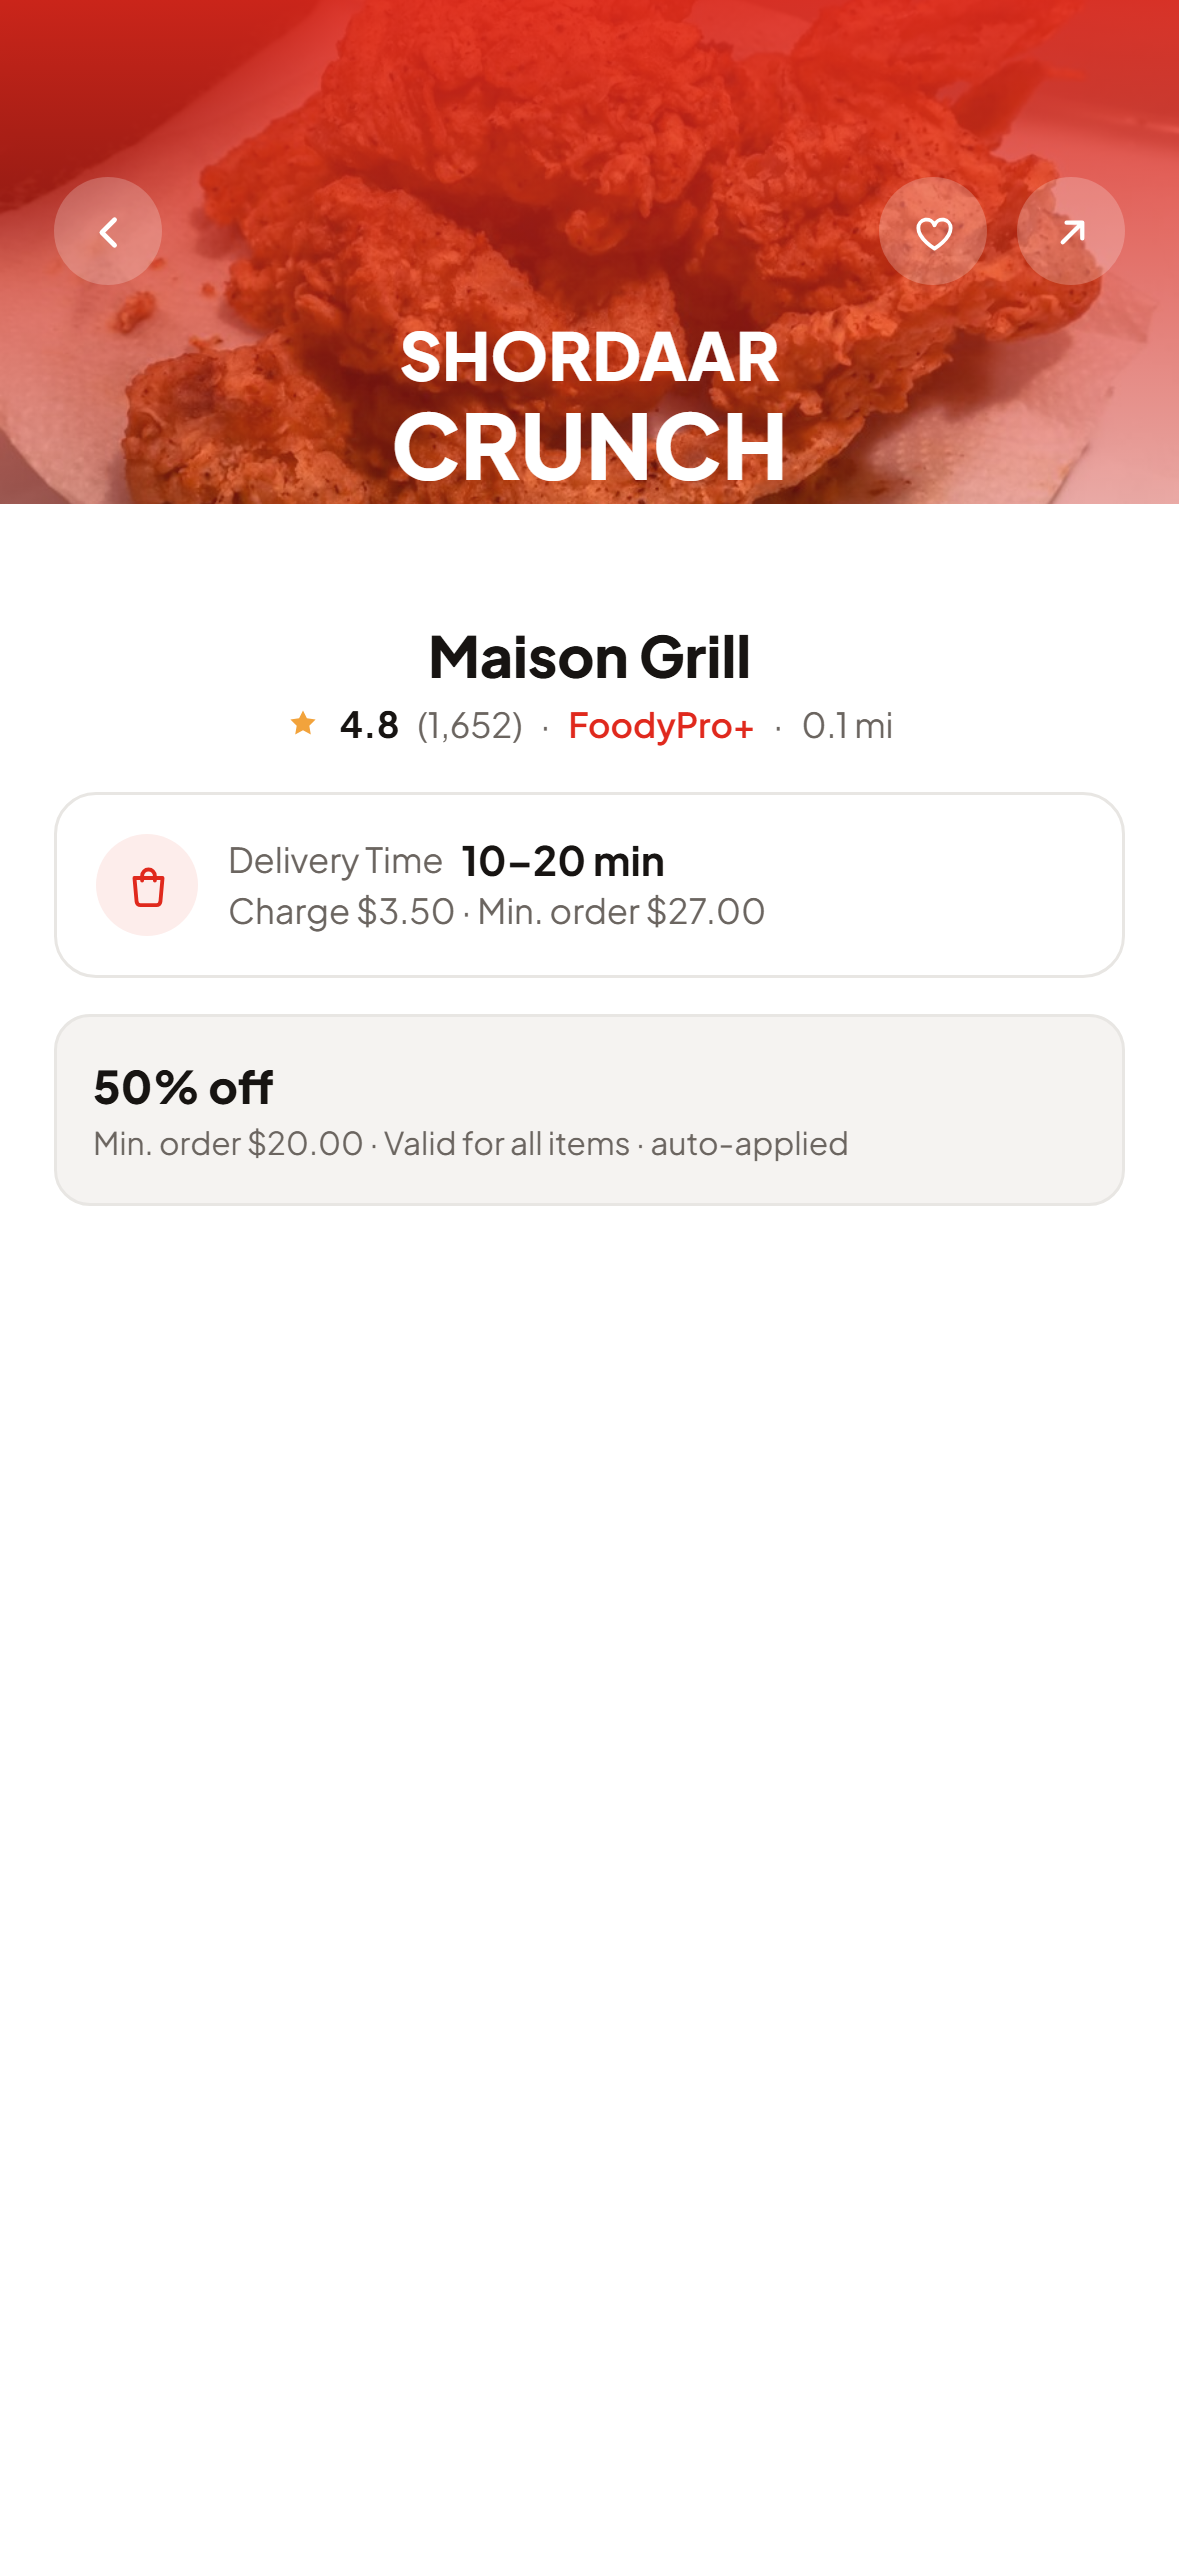 SHORDAAR
CRUNCH
Maison Grill
4.8 (1,652) · FoodyPro+ · 0.1 mi
Delivery Time 10–20 min
Charge $3.50 · Min. order $27.00
50% off
Min. order $20.00 · Valid for all items · auto-applied